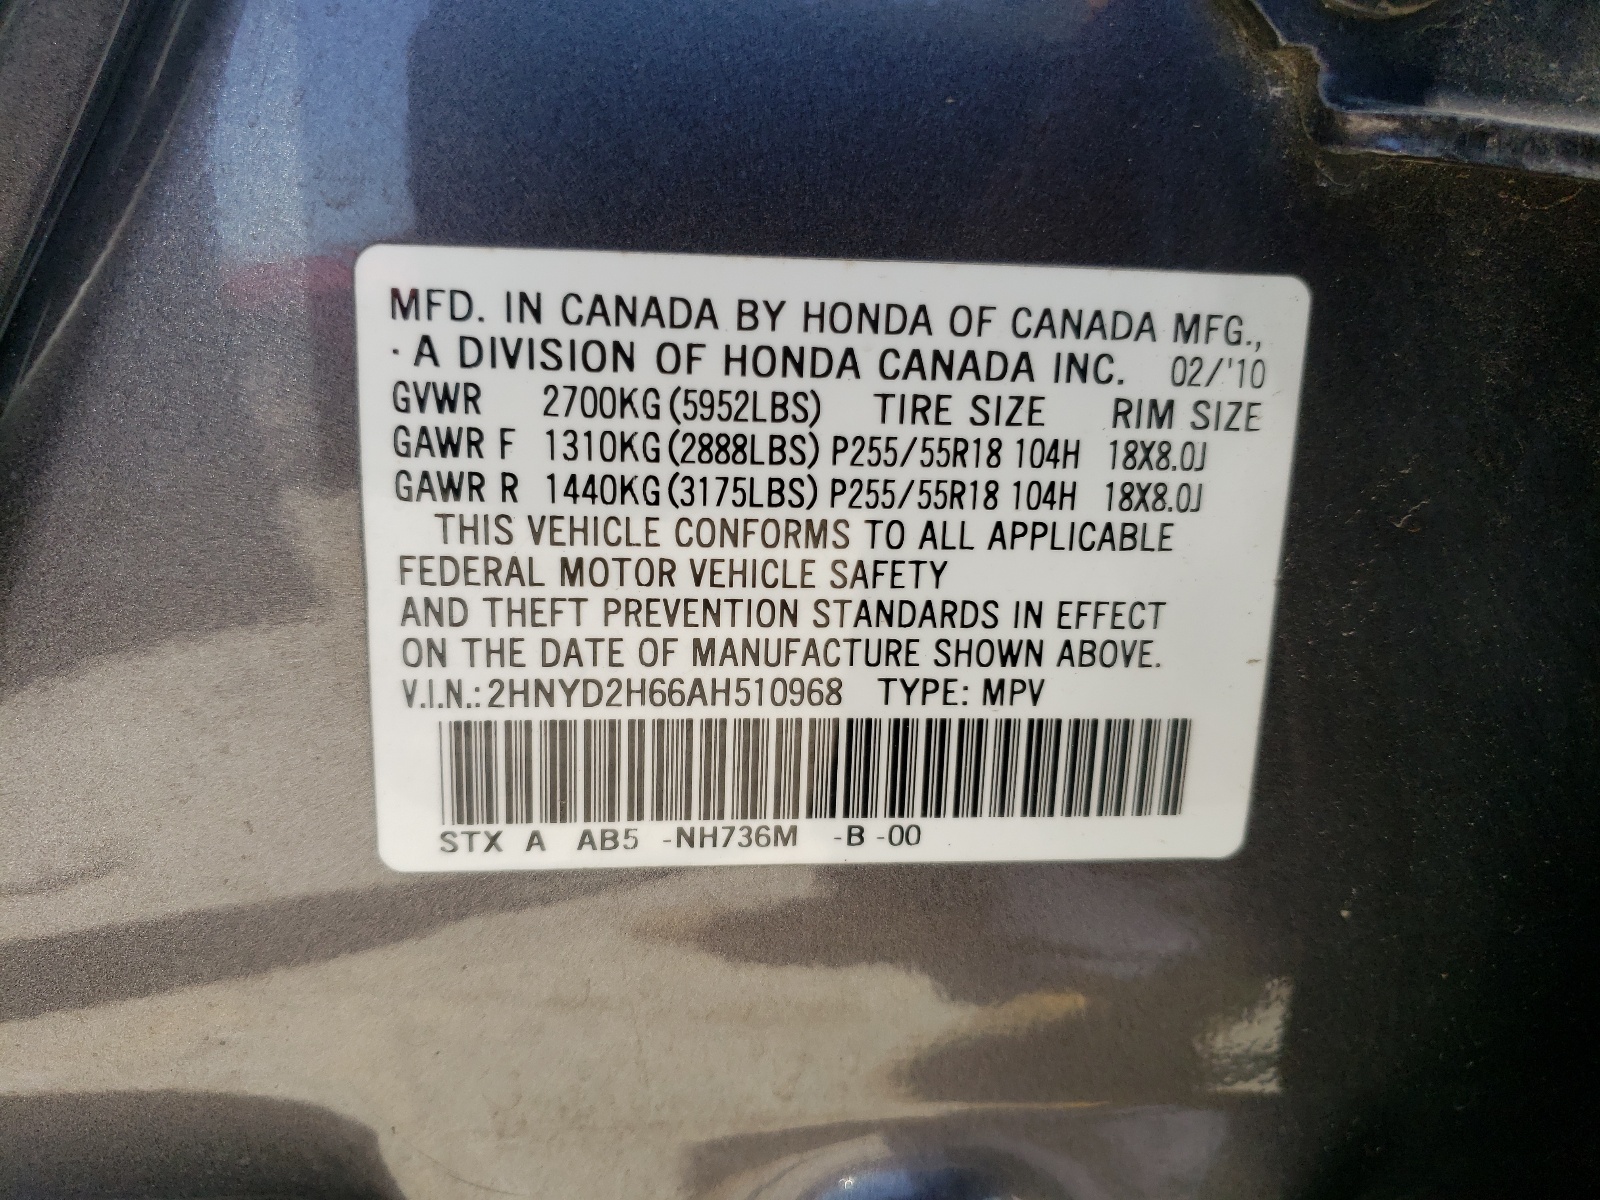 MFD. IN CANADA BY HONDA OF CANADA MFG.,
· A DIVISION OF HONDA CANADA INC. 02/'10
GVWR 2700KG (5952LBS) TIRE SIZE RIM SIZE
GAWR F 1310KG (2888LBS) P255/55R18 104H 18X8.0J
GAWR R 1440KG (3175LBS) P255/55R18 104H 18X8.0J
THIS VEHICLE CONFORMS TO ALL APPLICABLE
FEDERAL MOTOR VEHICLE SAFETY
AND THEFT PREVENTION STANDARDS IN EFFECT
ON THE DATE OF MANUFACTURE SHOWN ABOVE.
V.I.N.: 2HNYD2H66AH510968 TYPE: MPV
STX A AB5 -NH736M -B -00